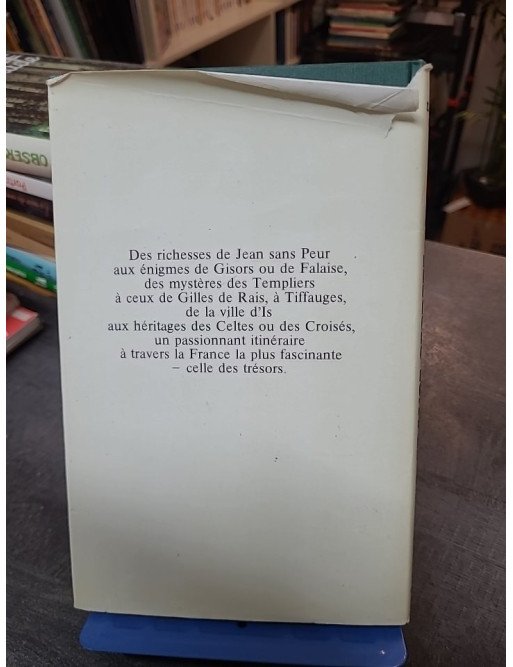 Des richesses de Jean sans Peur
aux énigmes de Gisors ou de Falaise,
des mystères des Templiers
à ceux de Gilles de Rais, à Tiffauges,
de la ville d'Is
aux héritages des Celtes ou des Croisés,
un passionnant itinéraire
à travers la France la plus fascinante
– celle des trésors.
OBSER